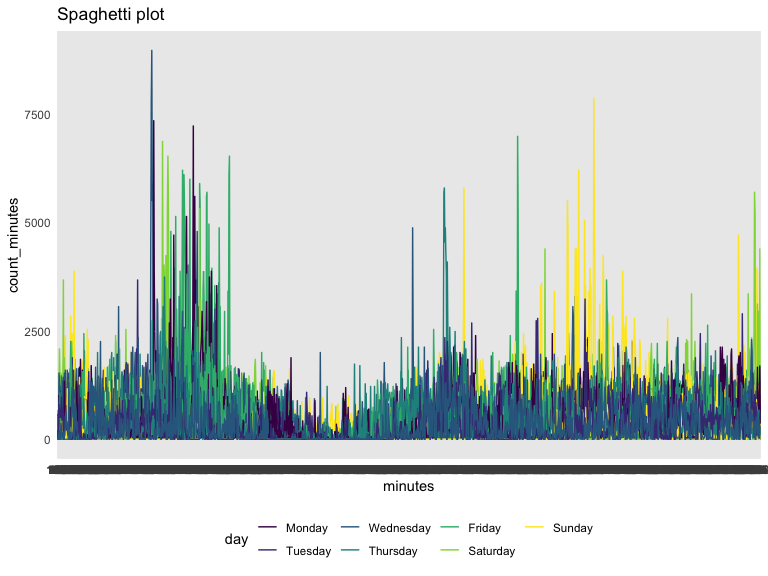 Spaghetti plot
7500
5000
2500
0
count_minutes
minutes
day
Monday
Wednesday
Friday
Sunday
Tuesday
Thursday
Saturday